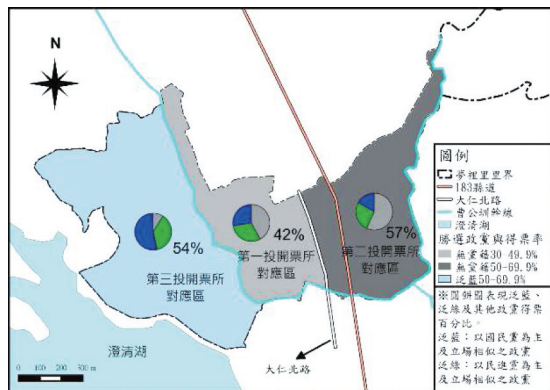 N
54%
第三投開票所
對應區
42%
第一投開票所
對應區
57%
第二投開票所
對應區
大仁北路
澄清湖
0 100 200 300 m
圖例
夢裡里里界
183縣道
大仁北路
曹公圳幹線
澄清湖
勝選政黨與得票率
無黨籍30-49.9%
無黨籍50-69.9%
泛藍50-69.9%
※圓餅圖表現泛藍、
泛綠及其他政黨得票
百分比。
泛藍：以國民黨為主
及立場相似之政黨
泛綠：以民進黨為主
及立場相似之政黨